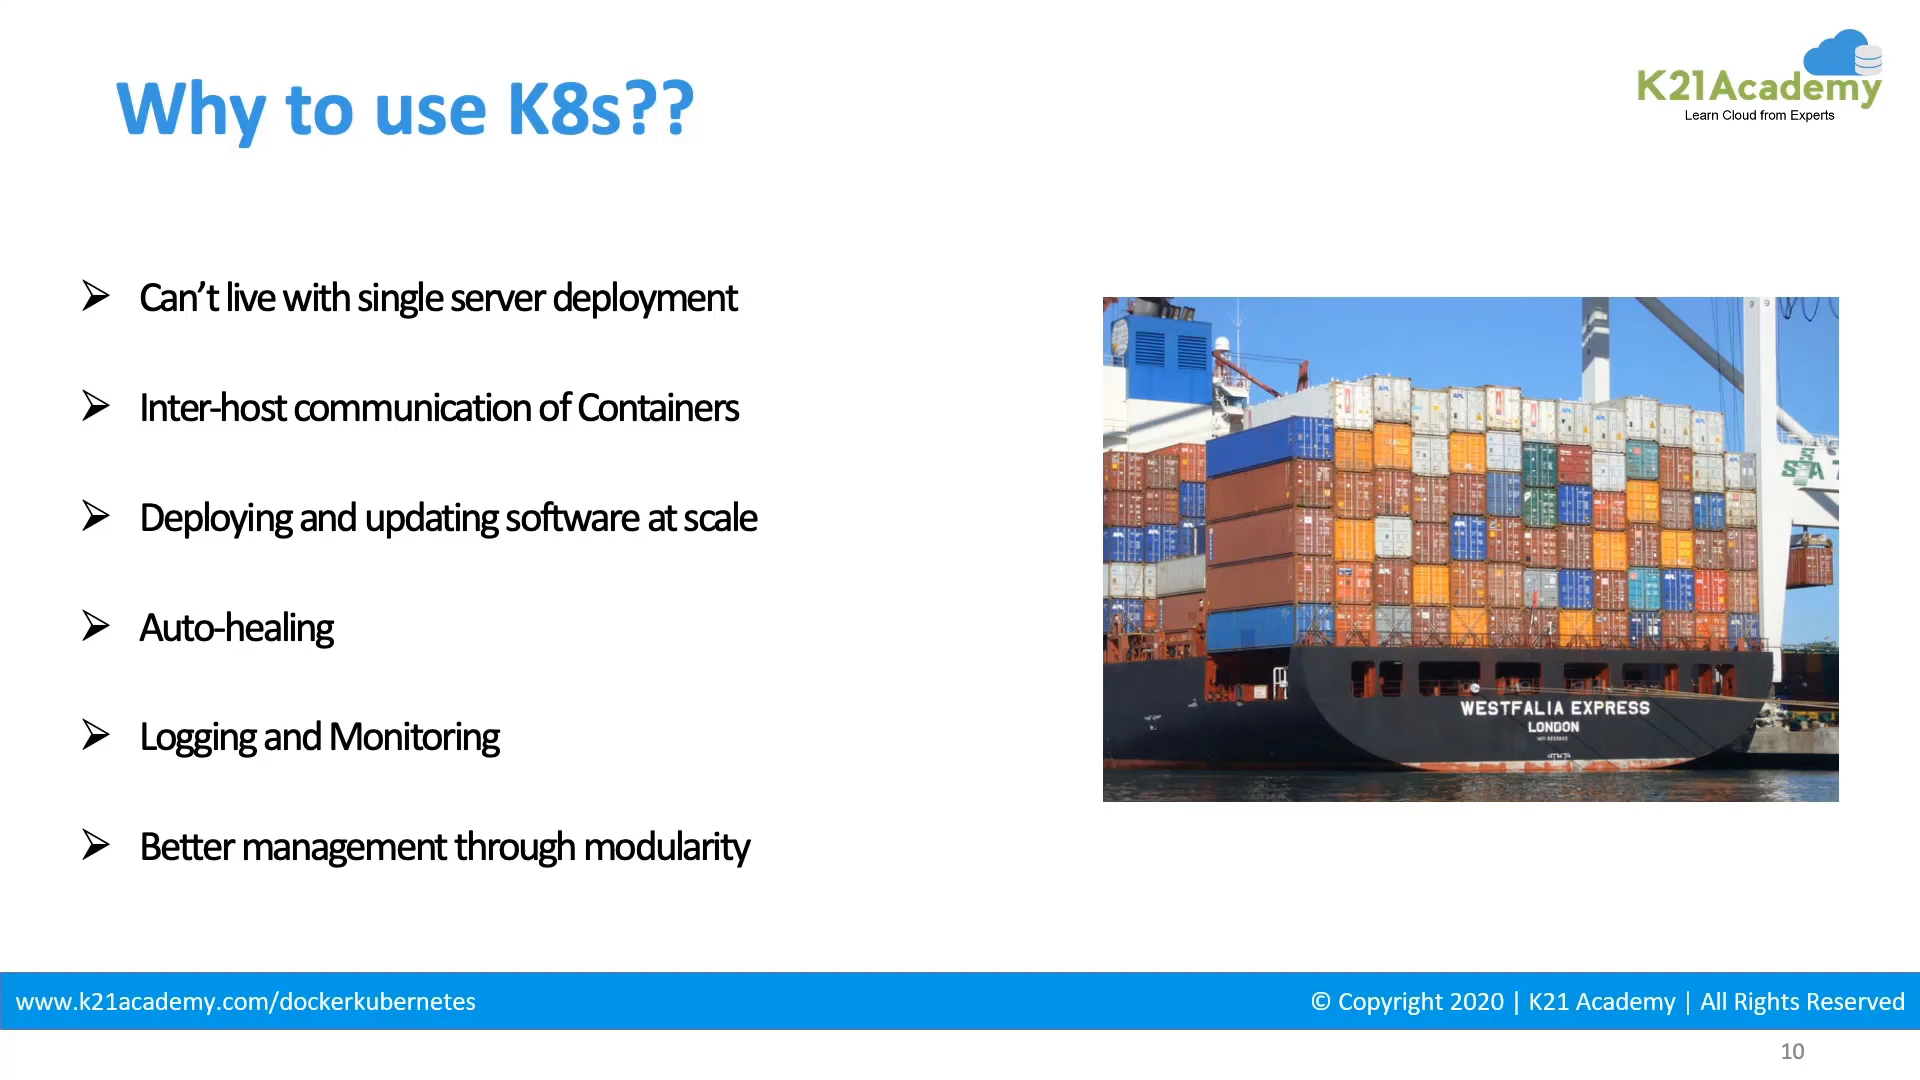 Why to use K8s??
K21Academy
Learn Cloud from Experts
Can’t live with single server deployment
Inter-host communication of Containers
Deploying and updating software at scale
Auto-healing
Logging and Monitoring
Better management through modularity
WESTFALIA EXPRESS
LONDON
www.k21academy.com/dockerkubernetes
© Copyright 2020 | K21 Academy | All Rights Reserved
10